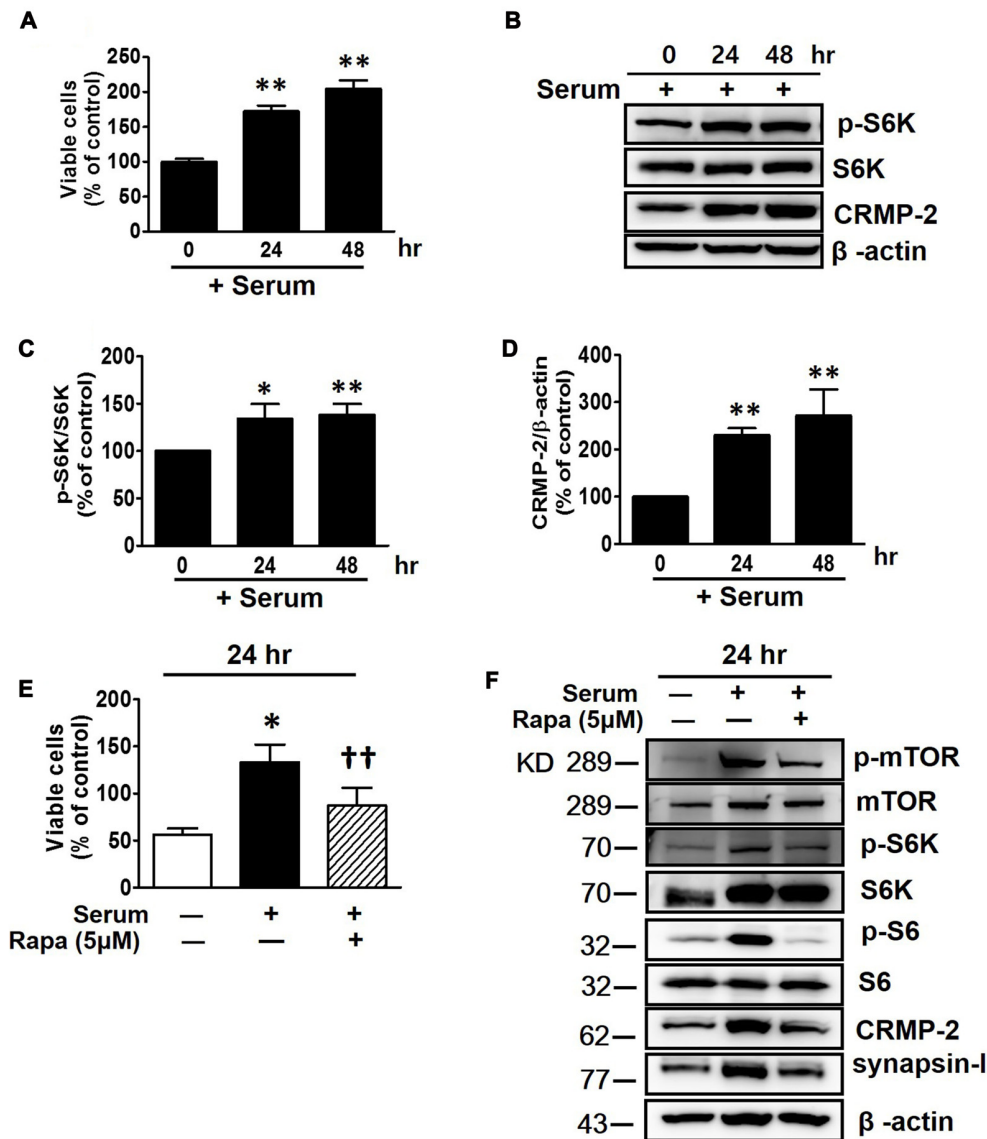 A
Viable cells
(% of control)
250
200
150
100
50
0
** **
0 24 48 hr
+ Serum
B
0 24 48 hr
Serum + + +
p-S6K
S6K
CRMP-2
β -actin
C
p-S6K/S6K
(% of control)
200
150
100
50
0
* **
0 24 48 hr
+ Serum
D
CRMP-2/β-actin
(% of control)
400
300
200
100
0
** **
0 24 48 hr
+ Serum
E
24 hr
Viable cells
(% of control)
200
150
100
50
0
* ††
Serum — + +
Rapa (5μM) — — +
F
24 hr
Serum — + +
Rapa (5μM) — — +
KD 289— p-mTOR
289— mTOR
70— p-S6K
70— S6K
32— p-S6
32— S6
62— CRMP-2
77— synapsin-I
43— β -actin